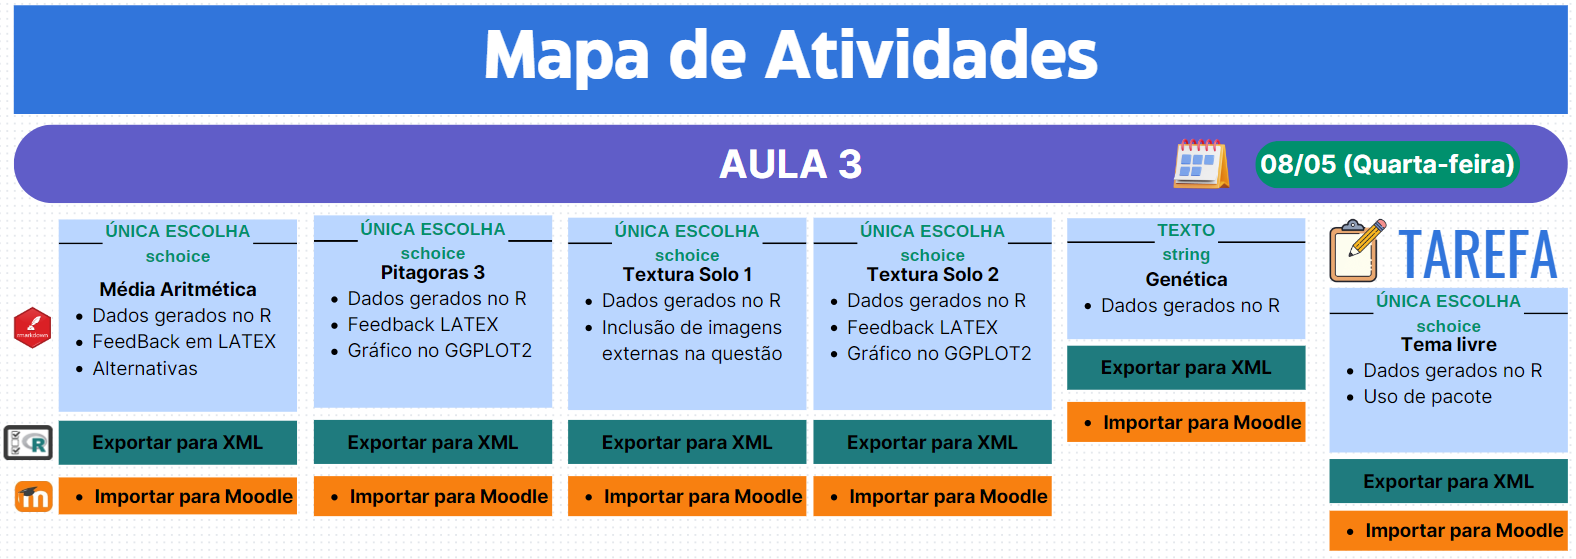 Mapa de Atividades
AULA 3
08/05 (Quarta-feira)
ÚNICA ESCOLHA
schoice
Média Aritmética
• Dados gerados no R
• FeedBack em LATEX
• Alternativas
Exportar para XML
• Importar para Moodle
ÚNICA ESCOLHA
schoice
Pitagoras 3
• Dados gerados no R
• Feedback LATEX
• Gráfico no GGPLOT2
Exportar para XML
• Importar para Moodle
ÚNICA ESCOLHA
schoice
Textura Solo 1
• Dados gerados no R
• Inclusão de imagens
externas na questão
Exportar para XML
• Importar para Moodle
ÚNICA ESCOLHA
schoice
Textura Solo 2
• Dados gerados no R
• Feedback LATEX
• Gráfico no GGPLOT2
Exportar para XML
• Importar para Moodle
TEXTO
string
Genética
• Dados gerados no R
Exportar para XML
• Importar para Moodle
TAREFA
ÚNICA ESCOLHA
schoice
Tema livre
• Dados gerados no R
• Uso de pacote
Exportar para XML
• Importar para Moodle
rmarkdown
R
m